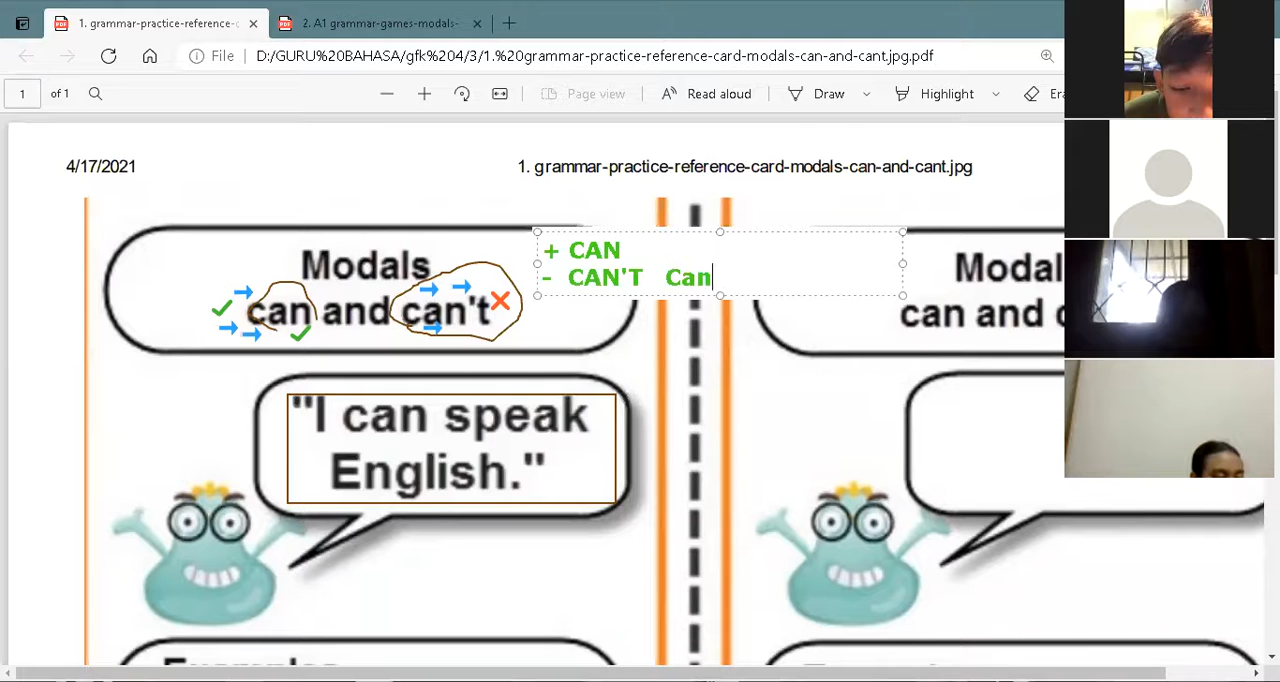 1. grammar-practice-reference-c
2. A1 grammar-games-modals-
File
D:/GURU%20BAHASA/gfk%204/3/1.%20grammar-practice-reference-card-modals-can-and-cant.jpg.pdf
1 of 1
Page view
Read aloud
Draw
Highlight
4/17/2021
1. grammar-practice-reference-card-modals-can-and-cant.jpg
Modals
can and can't
+ CAN
- CAN'T Can
Modal
can and c
"I can speak
English."